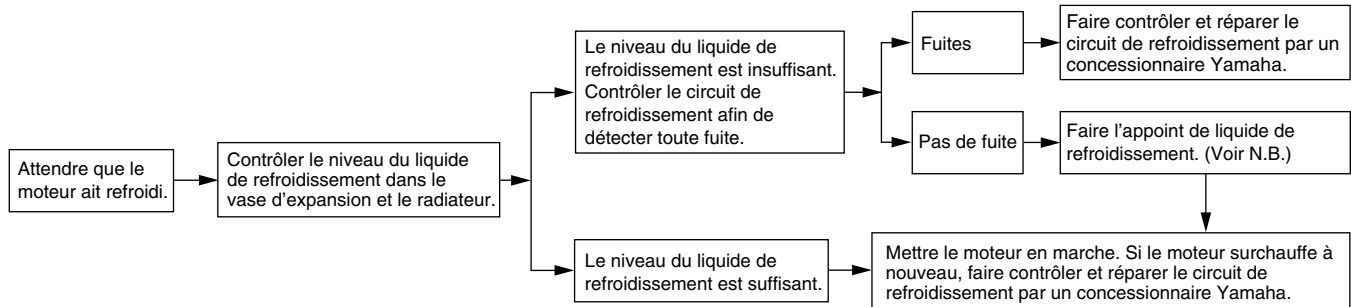 Attendre que le
moteur ait refroidi.
Contrôler le niveau du liquide
de refroidissement dans le
vase d'expansion et le radiateur.
Le niveau du liquide de
refroidissement est insuffisant.
Contrôler le circuit de
refroidissement afin de
détecter toute fuite.
Fuites
Faire contrôler et réparer le
circuit de refroidissement par un
concessionnaire Yamaha.
Pas de fuite
Faire l'appoint de liquide de
refroidissement. (Voir N.B.)
Le niveau du liquide de
refroidissement est suffisant.
Mettre le moteur en marche. Si le moteur surchauffe à
nouveau, faire contrôler et réparer le circuit de
refroidissement par un concessionnaire Yamaha.